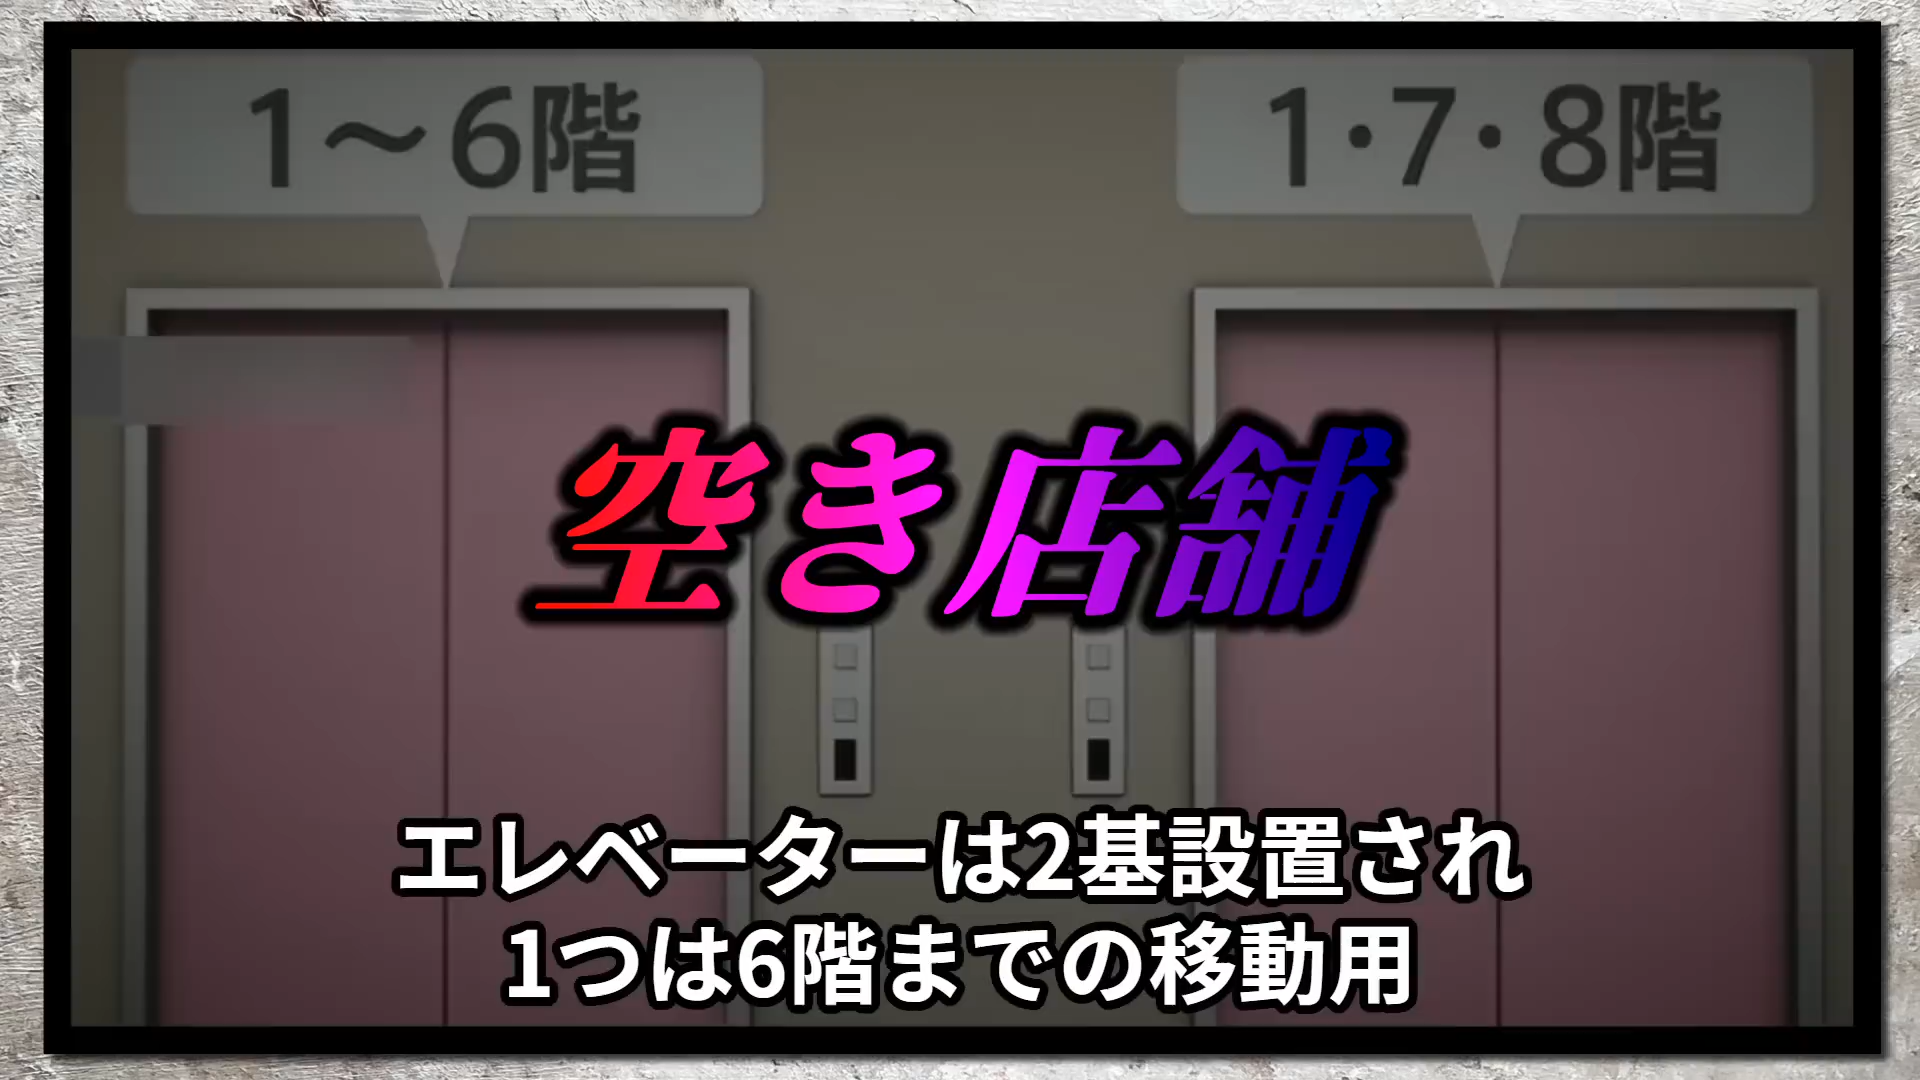 1～6階
1・7・8階
空き店舗
エレベーターは2基設置され
1つは6階までの移動用